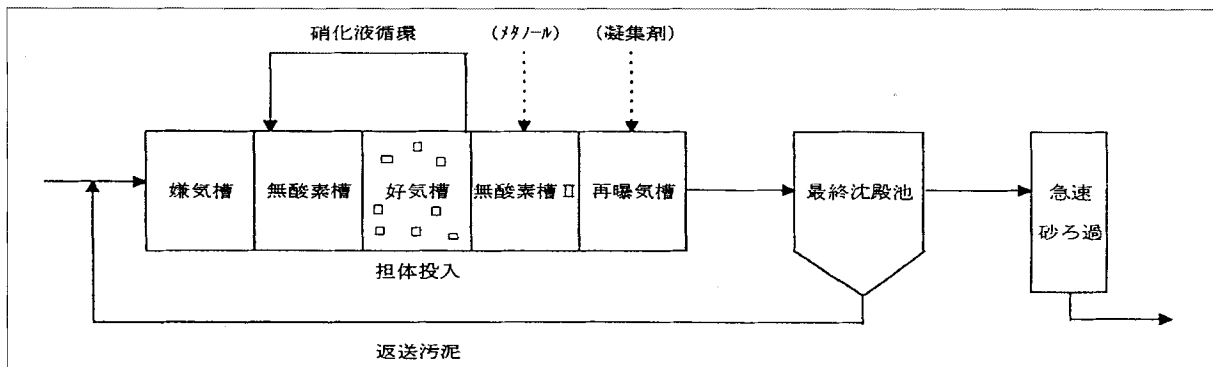 硝化液循環
(ﾒﾀﾉｰﾙ)
(凝集剤)
嫌気槽
無酸素槽
好気槽
無酸素槽Ⅱ
再曝気槽
最終沈殿池
急速
砂ろ過
担体投入
返送汚泥